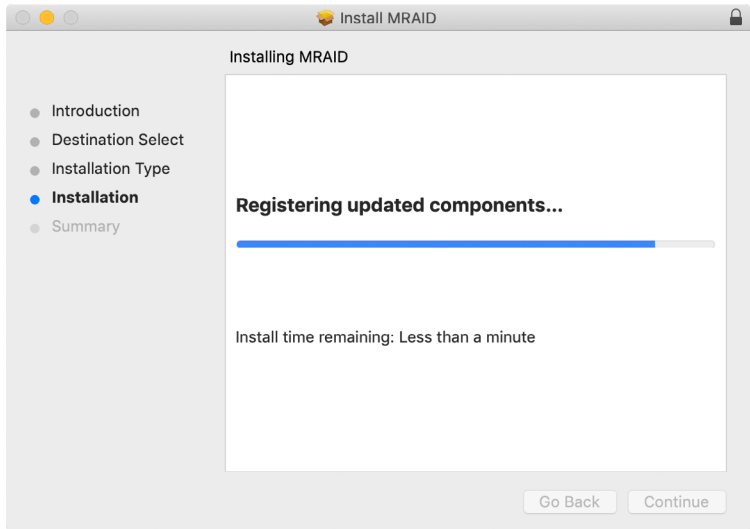 Install MRAID
Installing MRAID
Introduction
Destination Select
Installation Type
Installation
Summary
Registering updated components...
Install time remaining: Less than a minute
Go Back
Continue